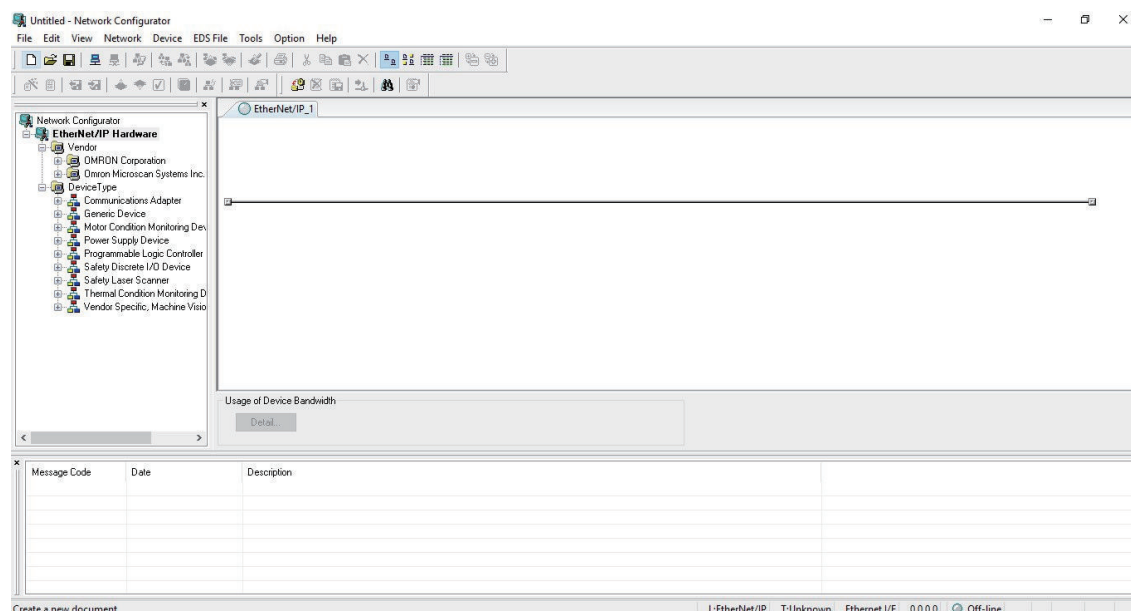 Untitled - Network Configurator
File Edit View Network Device EDS File Tools Option Help
EtherNet/IP_1
Network Configurator
EtherNet/IP Hardware
Vendor
OMRON Corporation
Omron Microscan Systems Inc.
DeviceType
Communications Adapter
Generic Device
Motor Condition Monitoring Dev
Power Supply Device
Programmable Logic Controller
Safety Discrete I/O Device
Safety Laser Scanner
Thermal Condition Monitoring D
Vendor Specific, Machine Visio
Usage of Device Bandwidth
Detail...
Message Code Date Description
Create a new document L:EtherNet/IP T:Unknown Ethernet I/F 0.0.0.0 Off-line